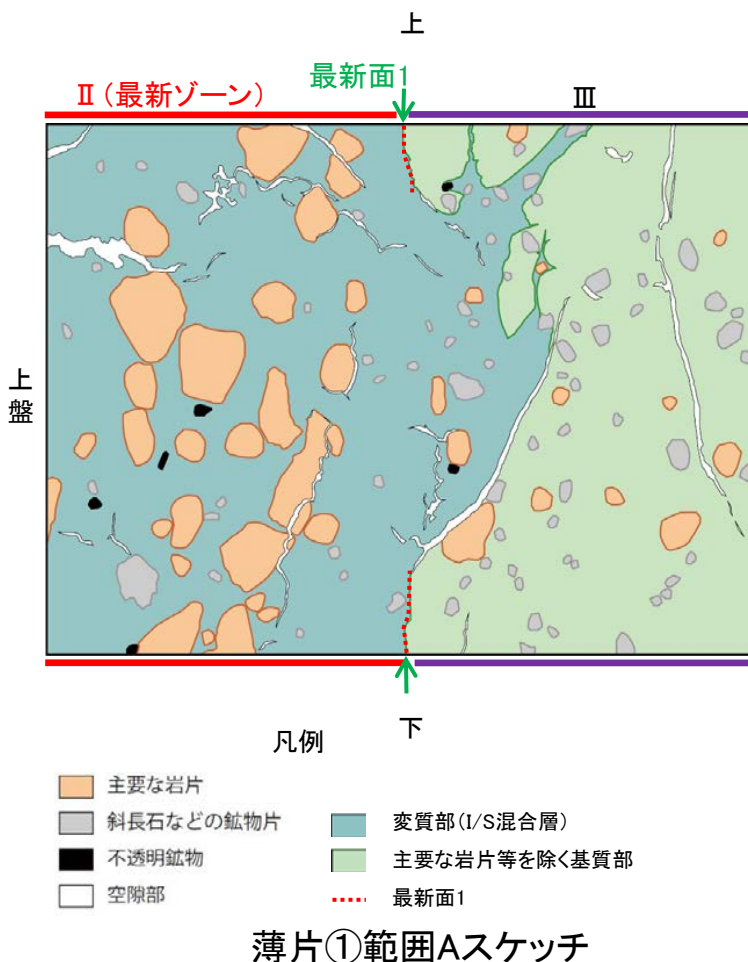 上
最新面1
Ⅱ(最新ゾーン)
Ⅲ
上盤
下
凡例
主要な岩片
斜長石などの鉱物片
不透明鉱物
空隙部
変質部(I/S混合層)
主要な岩片等を除く基質部
最新面1
薄片①範囲Aスケッチ